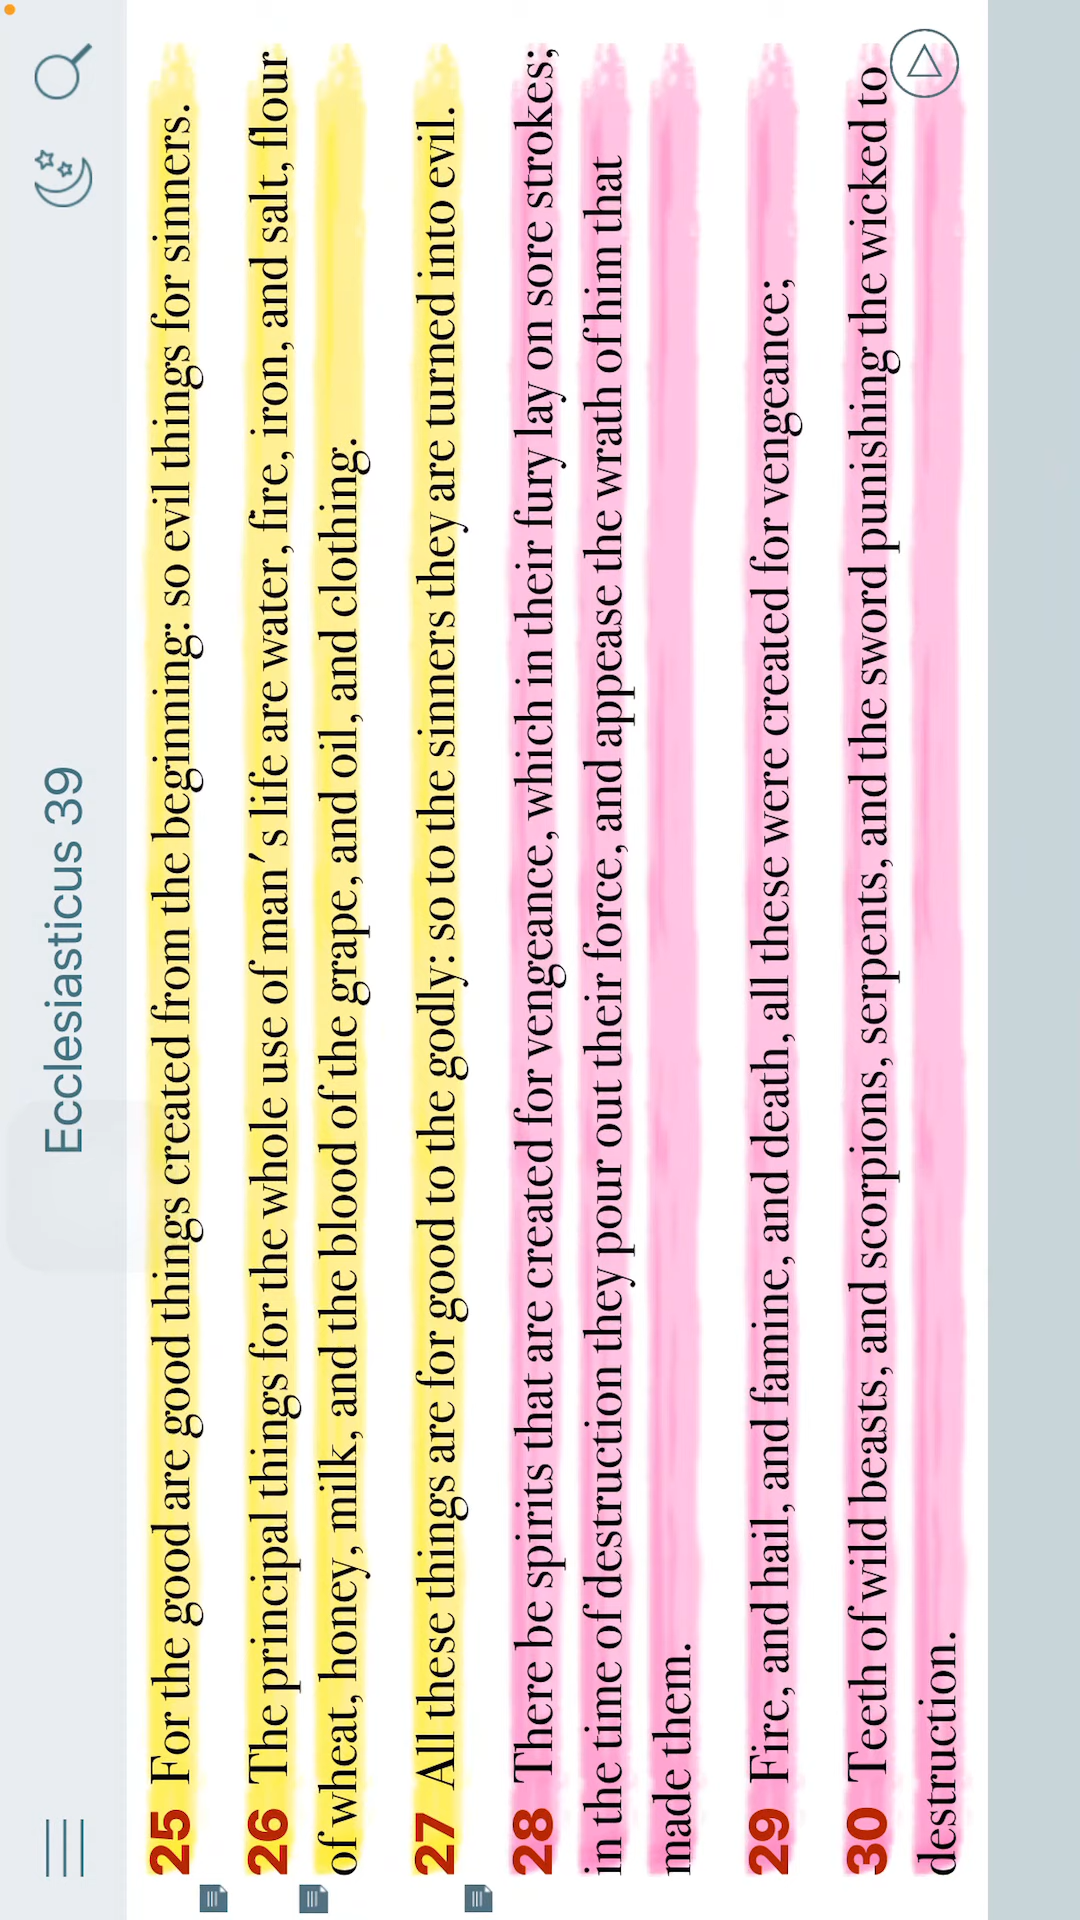 Ecclesiasticus 39
25 For the good are good things created from the beginning: so evil things for sinners.
26 The principal things for the whole use of man's life are water, fire, iron, and salt, flour
of wheat, honey, milk, and the blood of the grape, and oil, and clothing.
27 All these things are for good to the godly: so to the sinners they are turned into evil.
28 There be spirits that are created for vengeance, which in their fury lay on sore strokes;
in the time of destruction they pour out their force, and appease the wrath of him that
made them.
29 Fire, and hail, and famine, and death, all these were created for vengeance;
30 Teeth of wild beasts, and scorpions, serpents, and the sword punishing the wicked to
destruction.